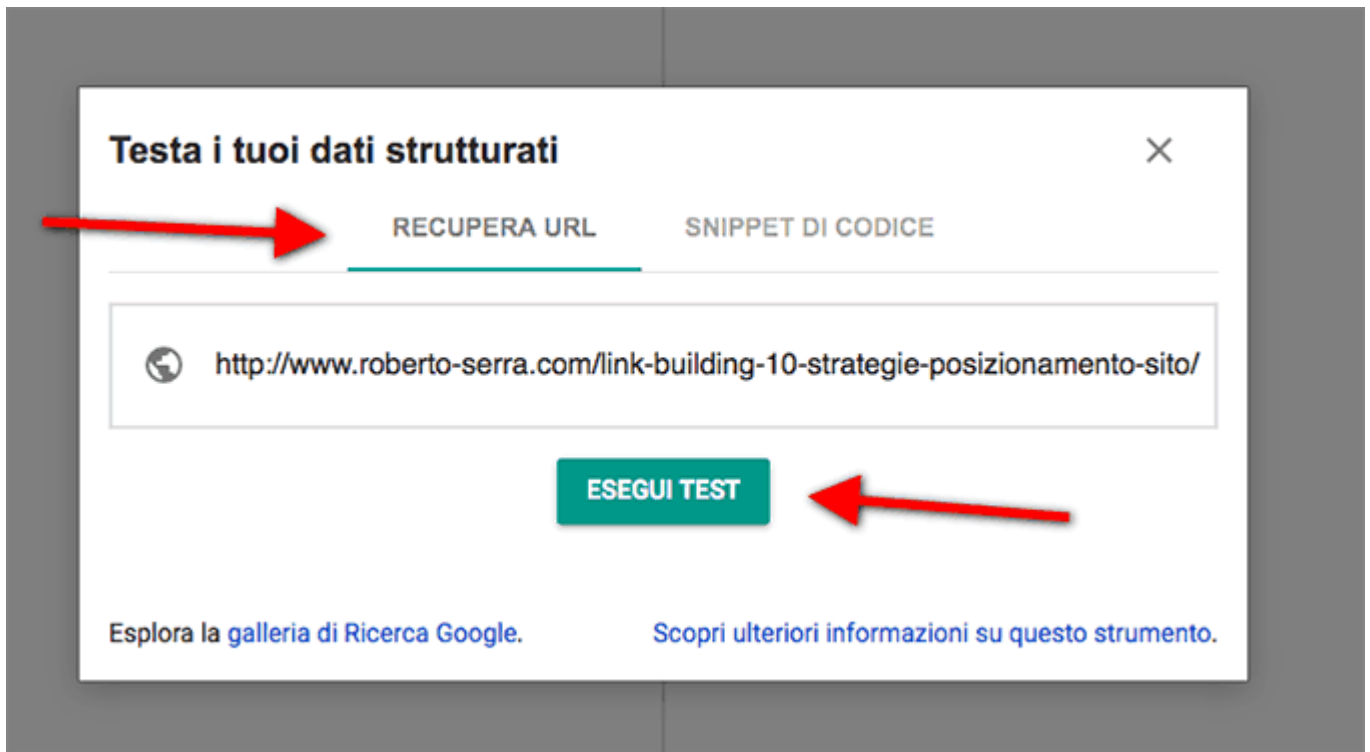 Testa i tuoi dati strutturati
RECUPERA URL
SNIPPET DI CODICE
http://www.roberto-serra.com/link-building-10-strategie-posizionamento-sito/
ESEGUI TEST
Esplora la galleria di Ricerca Google.
Scopri ulteriori informazioni su questo strumento.